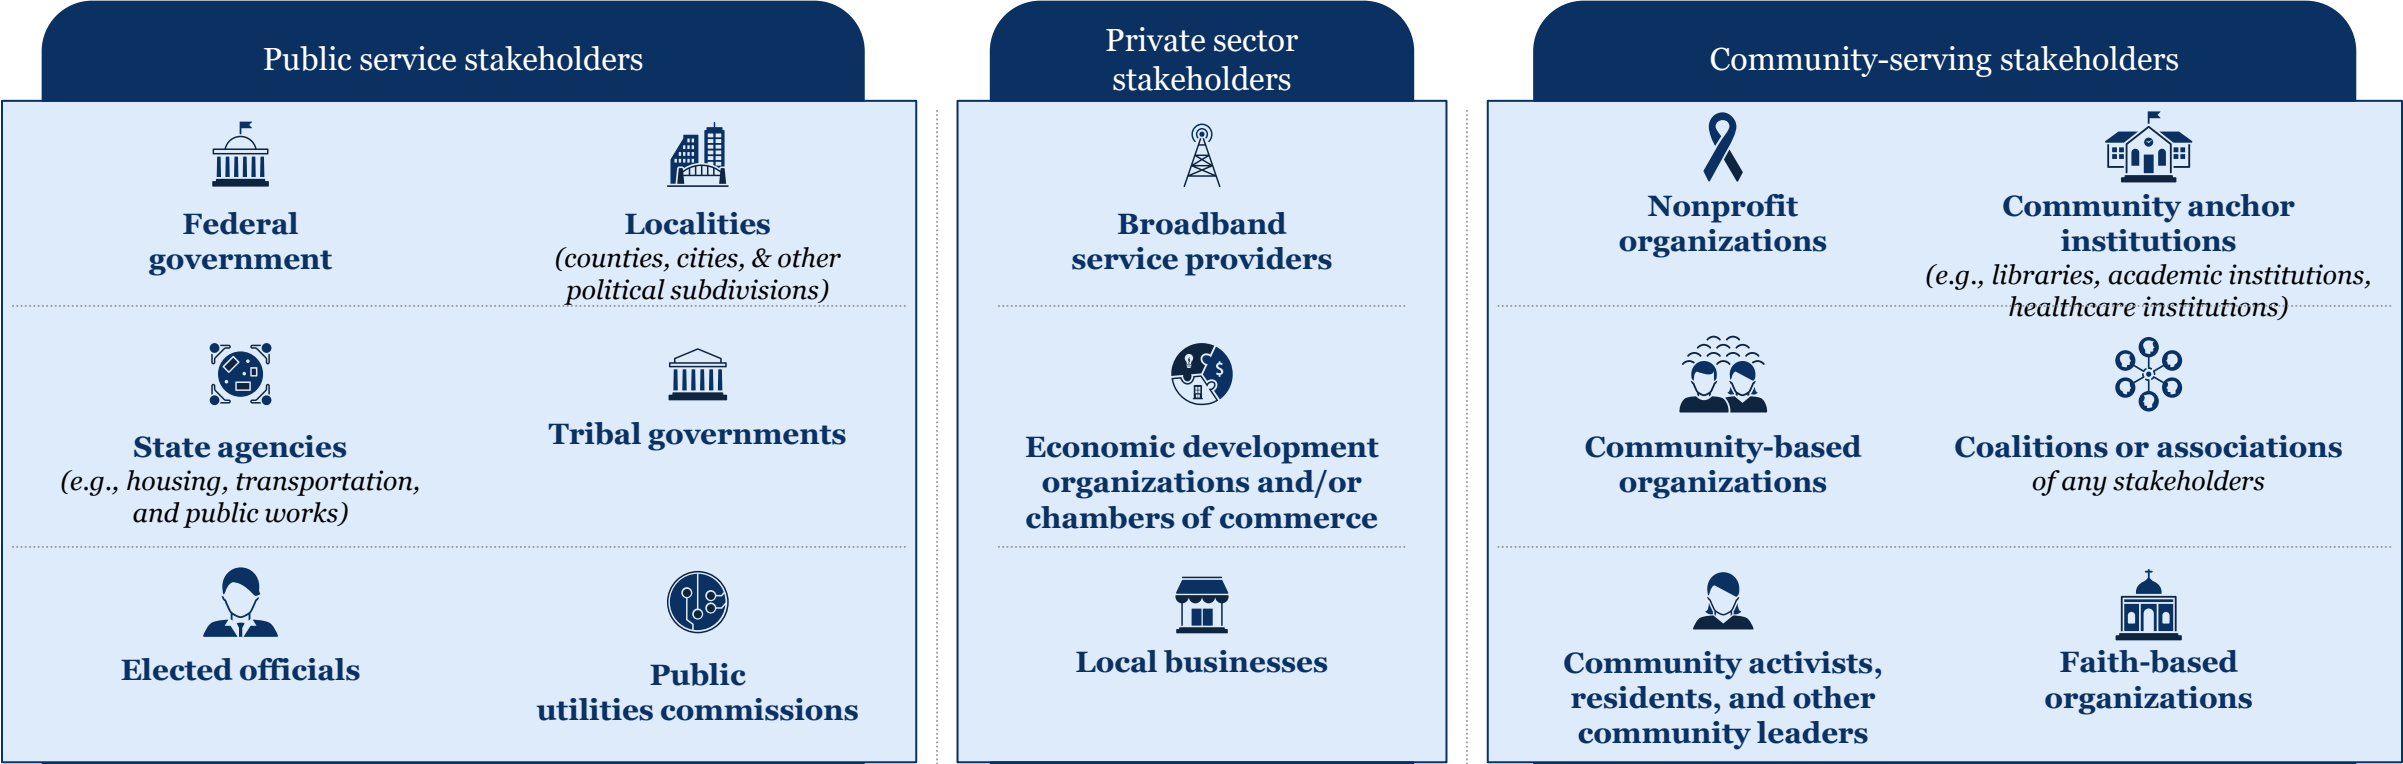 Public service stakeholders
Federal
government
Localities
(counties, cities, & other
political subdivisions)
State agencies
(e.g., housing, transportation,
and public works)
Tribal governments
Elected officials
Public
utilities commissions
Private sector
stakeholders
Broadband
service providers
Economic development
organizations and/or
chambers of commerce
Local businesses
Community-serving stakeholders
Nonprofit
organizations
Community anchor
institutions
(e.g., libraries, academic institutions,
healthcare institutions)
Community-based
organizations
Coalitions or associations
of any stakeholders
Community activists,
residents, and other
community leaders
Faith-based
organizations